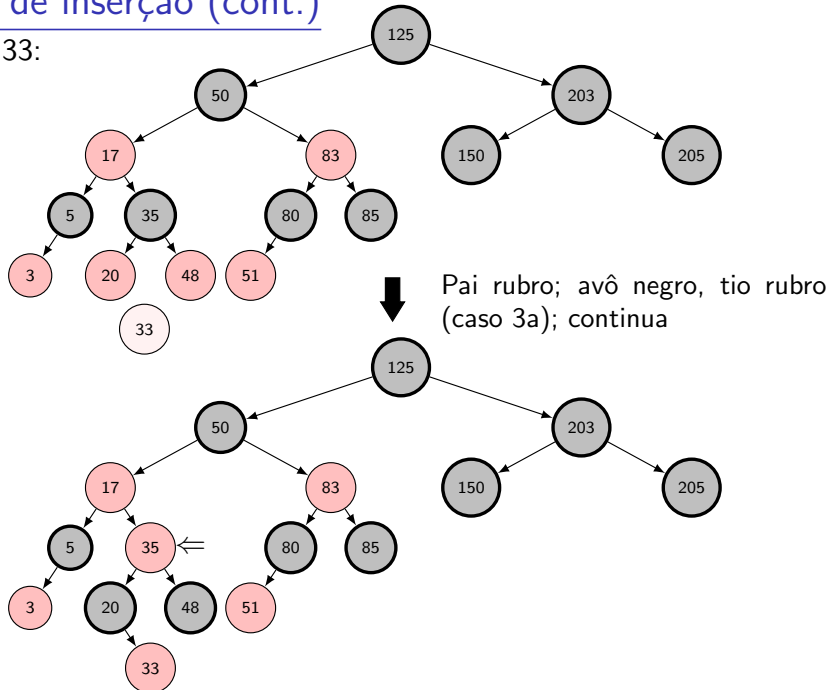 de inserção (cont.)
33:
125
50 203
17 83 150 205
5 35 80 85
3 20 48 51
33
Pai rubro; avô negro, tio rubro
(caso 3a); continua
125
50 203
17 83 150 205
5 35 ⇐ 80 85
3 20 48 51
33